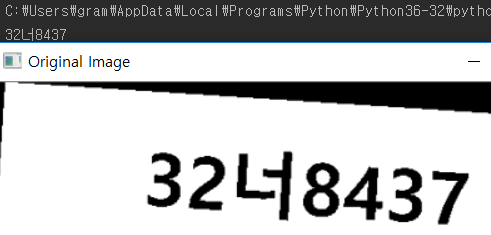 C:₩Users₩gram₩AppData₩Local₩Programs₩Python₩Python36-32₩pytho
32너8437
Original Image
32너8437